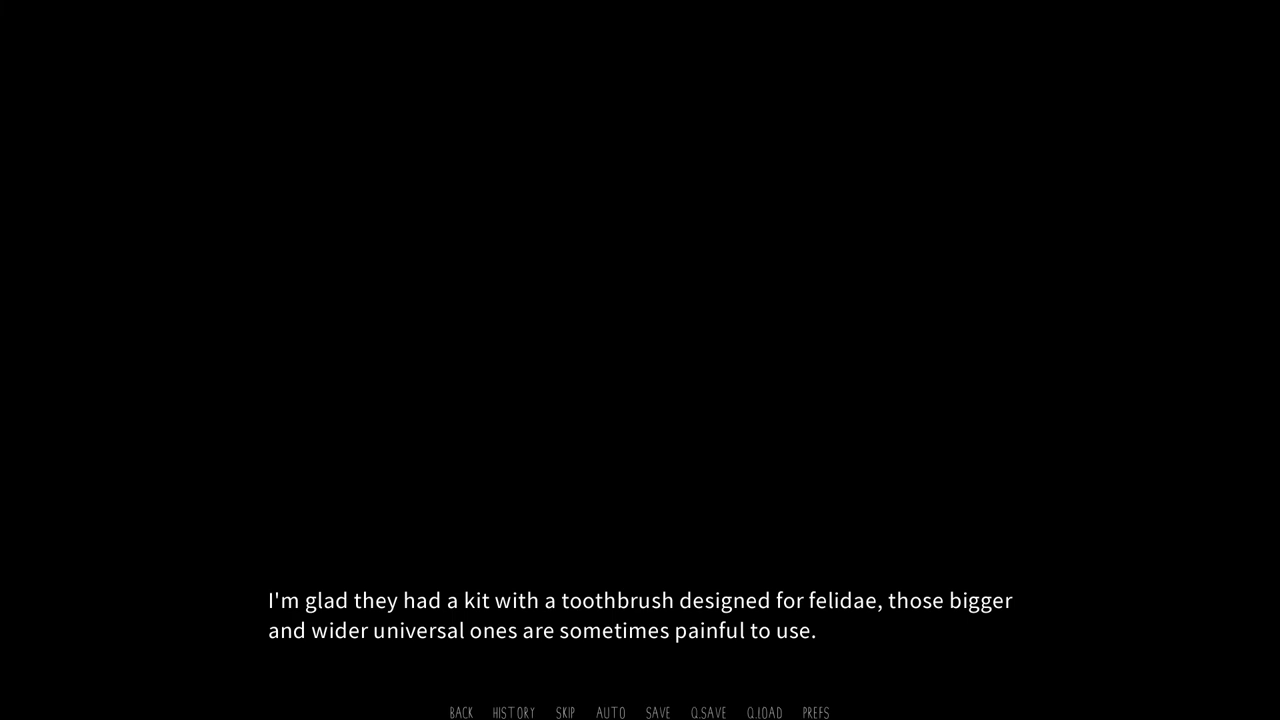 I'm glad they had a kit with a toothbrush designed for felidae, those bigger
and wider universal ones are sometimes painful to use.
BACK HISTORY SKIP AUTO SAVE Q.SAVE Q.LOAD PREFS